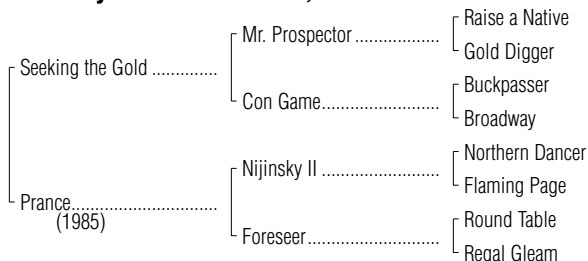 Raise a Native
Mr. Prospector ....................
Gold Digger
Seeking the Gold ...............
Buckpasser
Con Game............................
Broadway
Northern Dancer
Nijinsky II ............................
Flaming Page
Prance...................................
(1985)
Round Table
Foreseer...............................
Regal Gleam